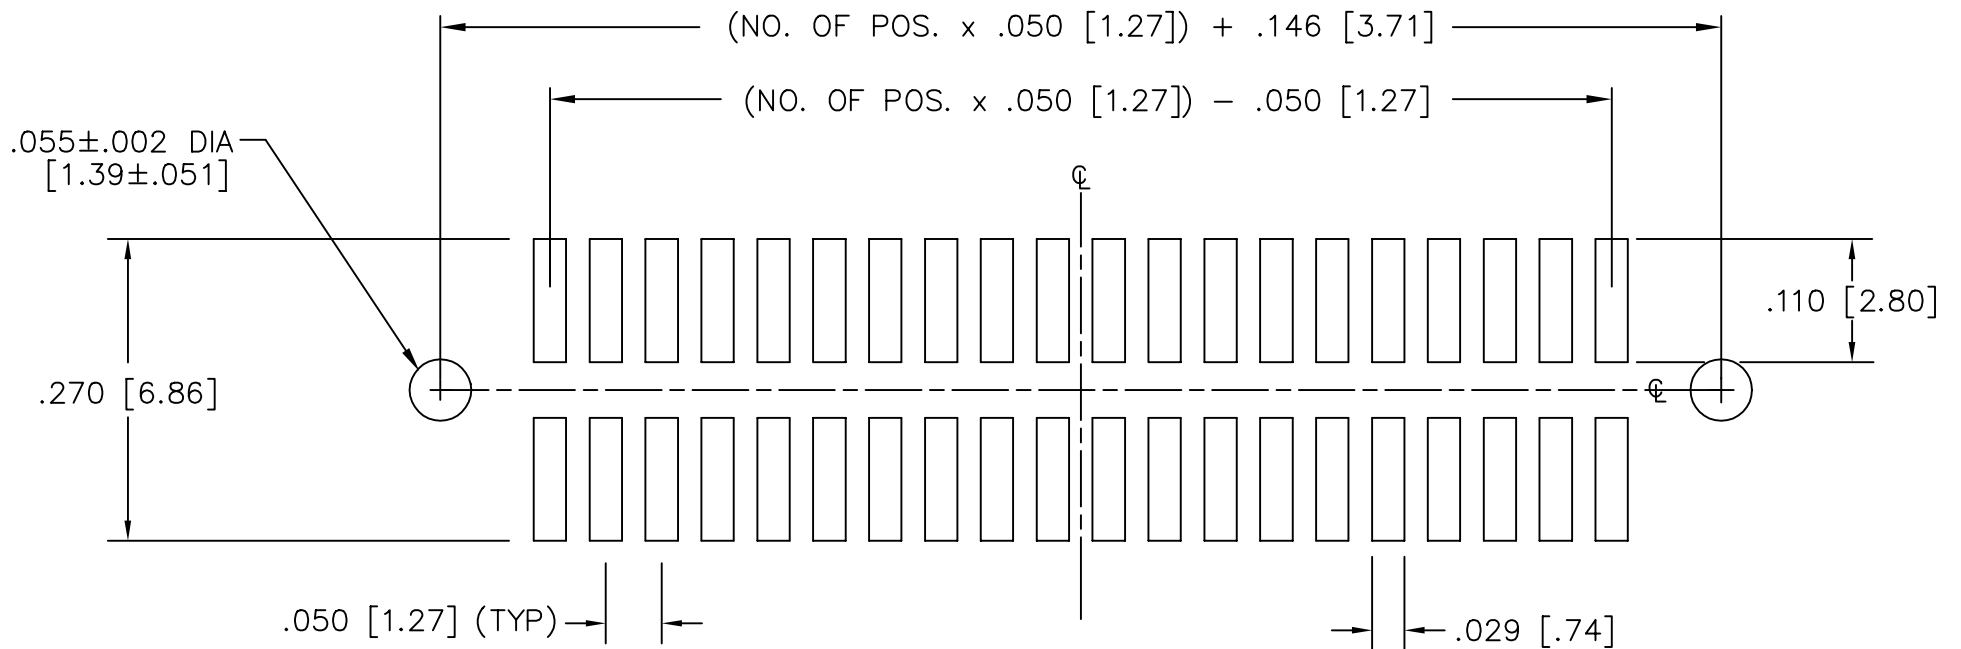 (NO. OF POS. x .050 [1.27]) + .146 [3.71]
(NO. OF POS. x .050 [1.27]) - .050 [1.27]
.055±.002 DIA
[1.39±.051]
℄
.110 [2.80]
.270 [6.86]
℄
.050 [1.27] (TYP)
.029 [.74]